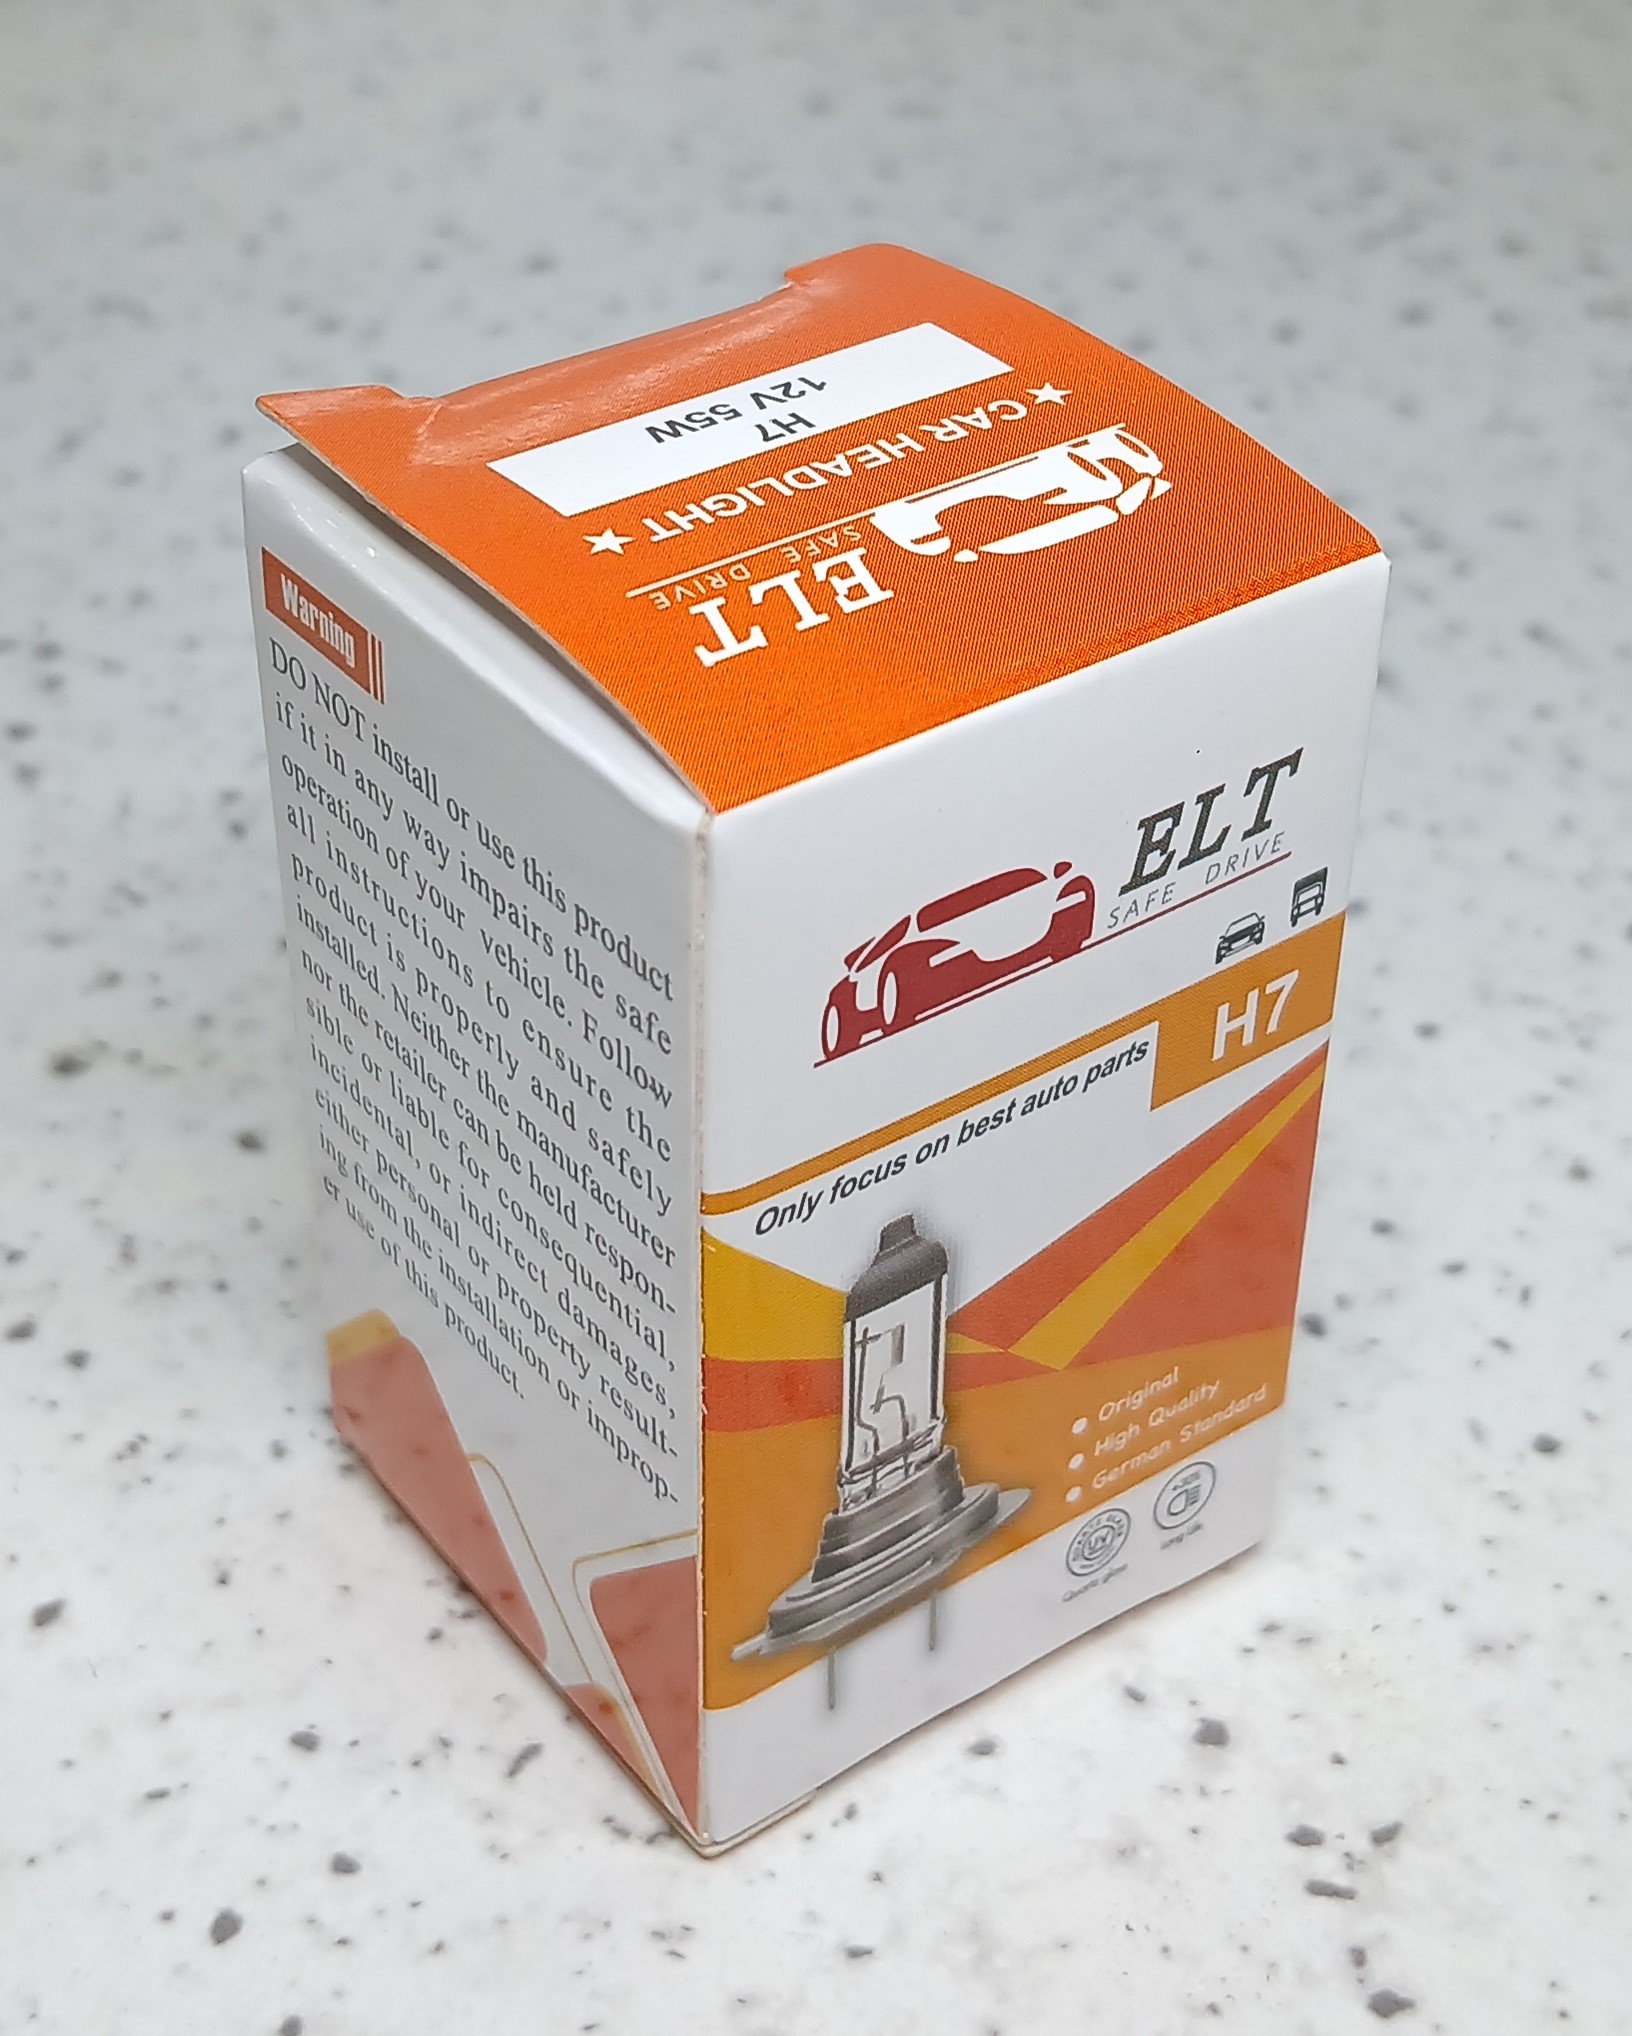 H7
12V 55W
★ CAR HEADLIGHT ★
SAFE DRIVE
ELT
Warning
DO NOT install or use this product
if it in any way impairs the safe
operation of your vehicle. Follow
all instructions to ensure the
product is properly and safely
installed. Neither the manufacturer
nor the retailer can be held respon-
sible or liable for consequential,
incidental, or indirect damages,
either personal or property result-
ing from the installation or improp-
er use of this product.
ELT
SAFE DRIVE
H7
Only focus on best auto parts
Original
High Quality
German Standard
UV